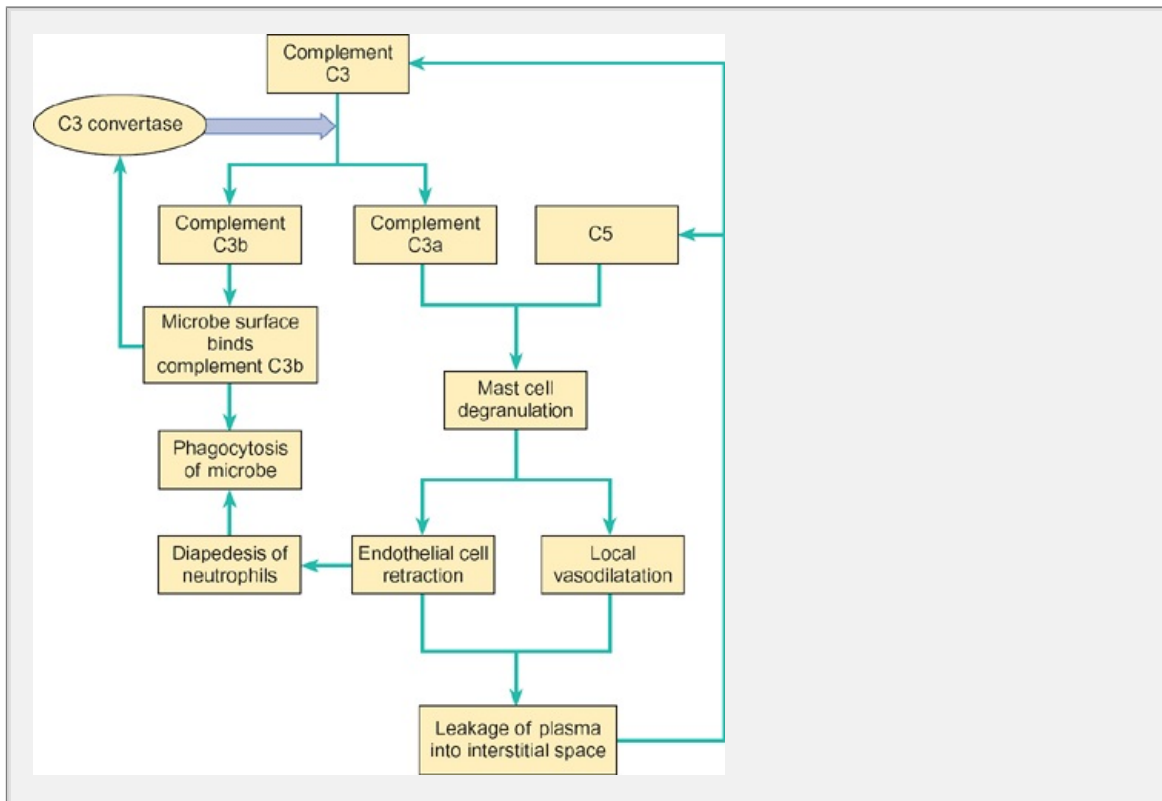 Complement
C3
C3 convertase
Complement
C3b
Complement
C3a
C5
Microbe surface
binds
complement C3b
Mast cell
degranulation
Phagocytosis
of microbe
Diapedesis of
neutrophils
Endothelial cell
retraction
Local
vasodilatation
Leakage of plasma
into interstitial space